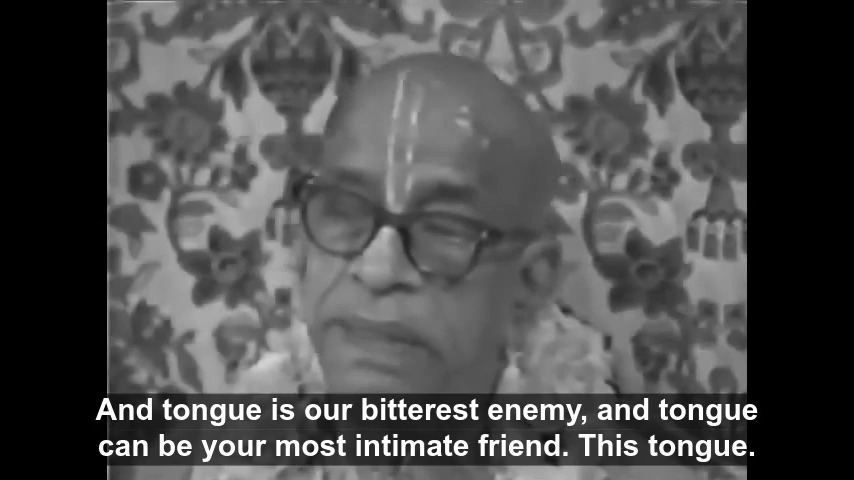 And tongue is our bitterest enemy, and tongue
can be your most intimate friend. This tongue.